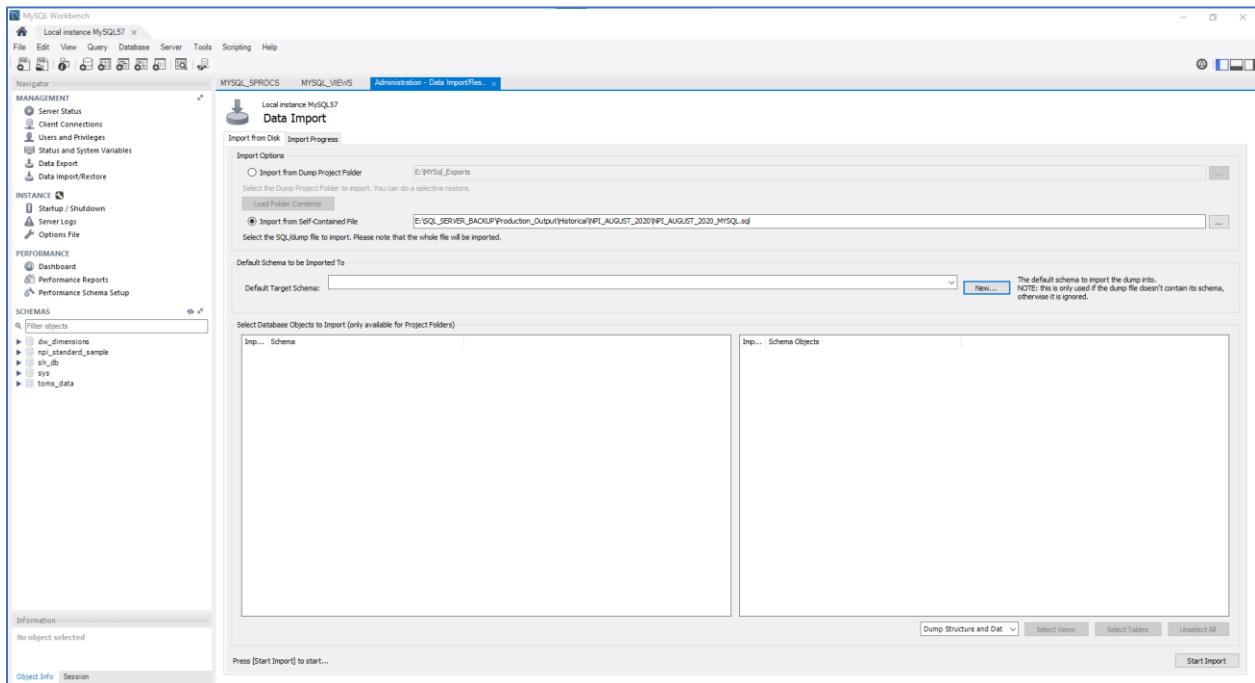 MySQL Workbench
Local instance MySQL57 ×
File Edit View Query Database Server Tools Scripting Help
Navigator
MANAGEMENT
Server Status
Client Connections
Users and Privileges
Status and System Variables
Data Export
Data Import/Restore
INSTANCE
Startup / Shutdown
Server Logs
Options File
PERFORMANCE
Dashboard
Performance Reports
Performance Schema Setup
SCHEMAS
Filter objects
dw_dimensions
npi_standard_sample
slr_db
sys
toms_data
Information
No object selected
Object Info Session
MYSQL_SPROCS MYSQL_VIEWS Administration - Data Import/Res... ×
Local instance MySQL57
Data Import
Import from Disk Import Progress
Import Options
Import from Dump Project Folder E:\MYSql_Exports ...
Select the Dump Project Folder to import. You can do a selective restore.
Load Folder Contents
Import from Self-Contained File E:\SQL_SERVER_BACKUP\Production_Output\Historical\NPI_AUGUST_2020\NPI_AUGUST_2020_MYSQL.sql ...
Select the SQL/dump file to import. Please note that the whole file will be imported.
Default Schema to be Imported To
Default Target Schema: New...
The default schema to import the dump into.
NOTE: this is only used if the dump file doesn't contain its schema,
otherwise it is ignored.
Select Database Objects to Import (only available for Project Folders)
Imp... Schema
Imp... Schema Objects
Dump Structure and Dat Select Views Select Tables Unselect All
Press [Start Import] to start... Start Import